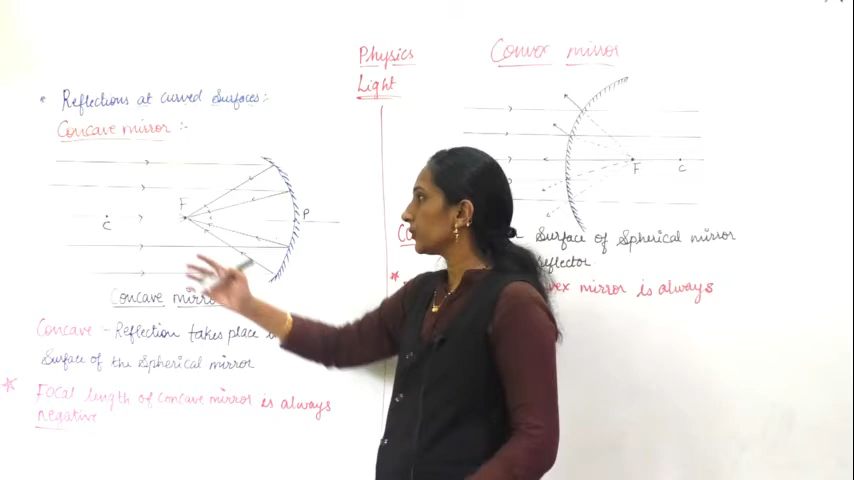 Physics
Light
• Reflections at curved Surfaces:-
Concave mirror :-
F
C
P
Concave mirro
Concave :- Reflection takes place
Surface of the Spherical mirror
* Focal length of concave mirror is always
negative
Convex mirror
F
C
Surface of Spherical mirror
reflector.
* vex mirror is always